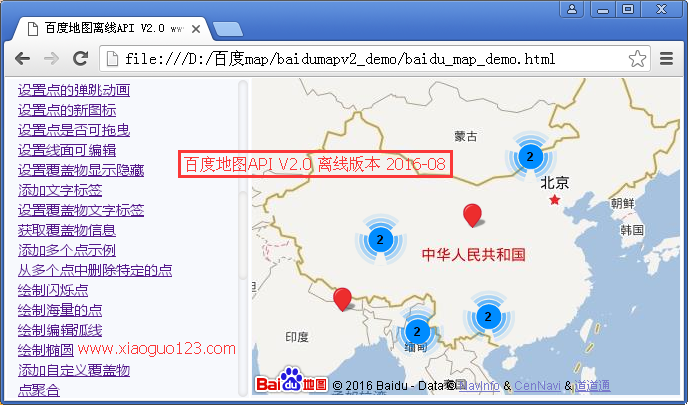 百度地图离线API V2.0 ww
file:///D:/百度map/baidumapv2_demo/baidu_map_demo.html
设置点的弹跳动画
设置点的新图标
设置点是否可拖曳
设置线面可编辑
设置覆盖物显示隐藏
添加文字标签
设置覆盖物文字标签
获取覆盖物信息
添加多个点示例
从多个点中删除特定的点
绘制闪烁点
绘制海量的点
绘制编辑弧线
绘制椭圆 www.xiaoguo123.com
添加自定义覆盖物
点聚合
百度地图API V2.0 离线版本 2016-08
蒙古
2
北京
朝鲜
韩国
2
中华人民共和国
2
2
印度
缅甸
泰国
Bai du 地图
© 2016 Baidu - Data © NavInfo & CenNavi & 道道通